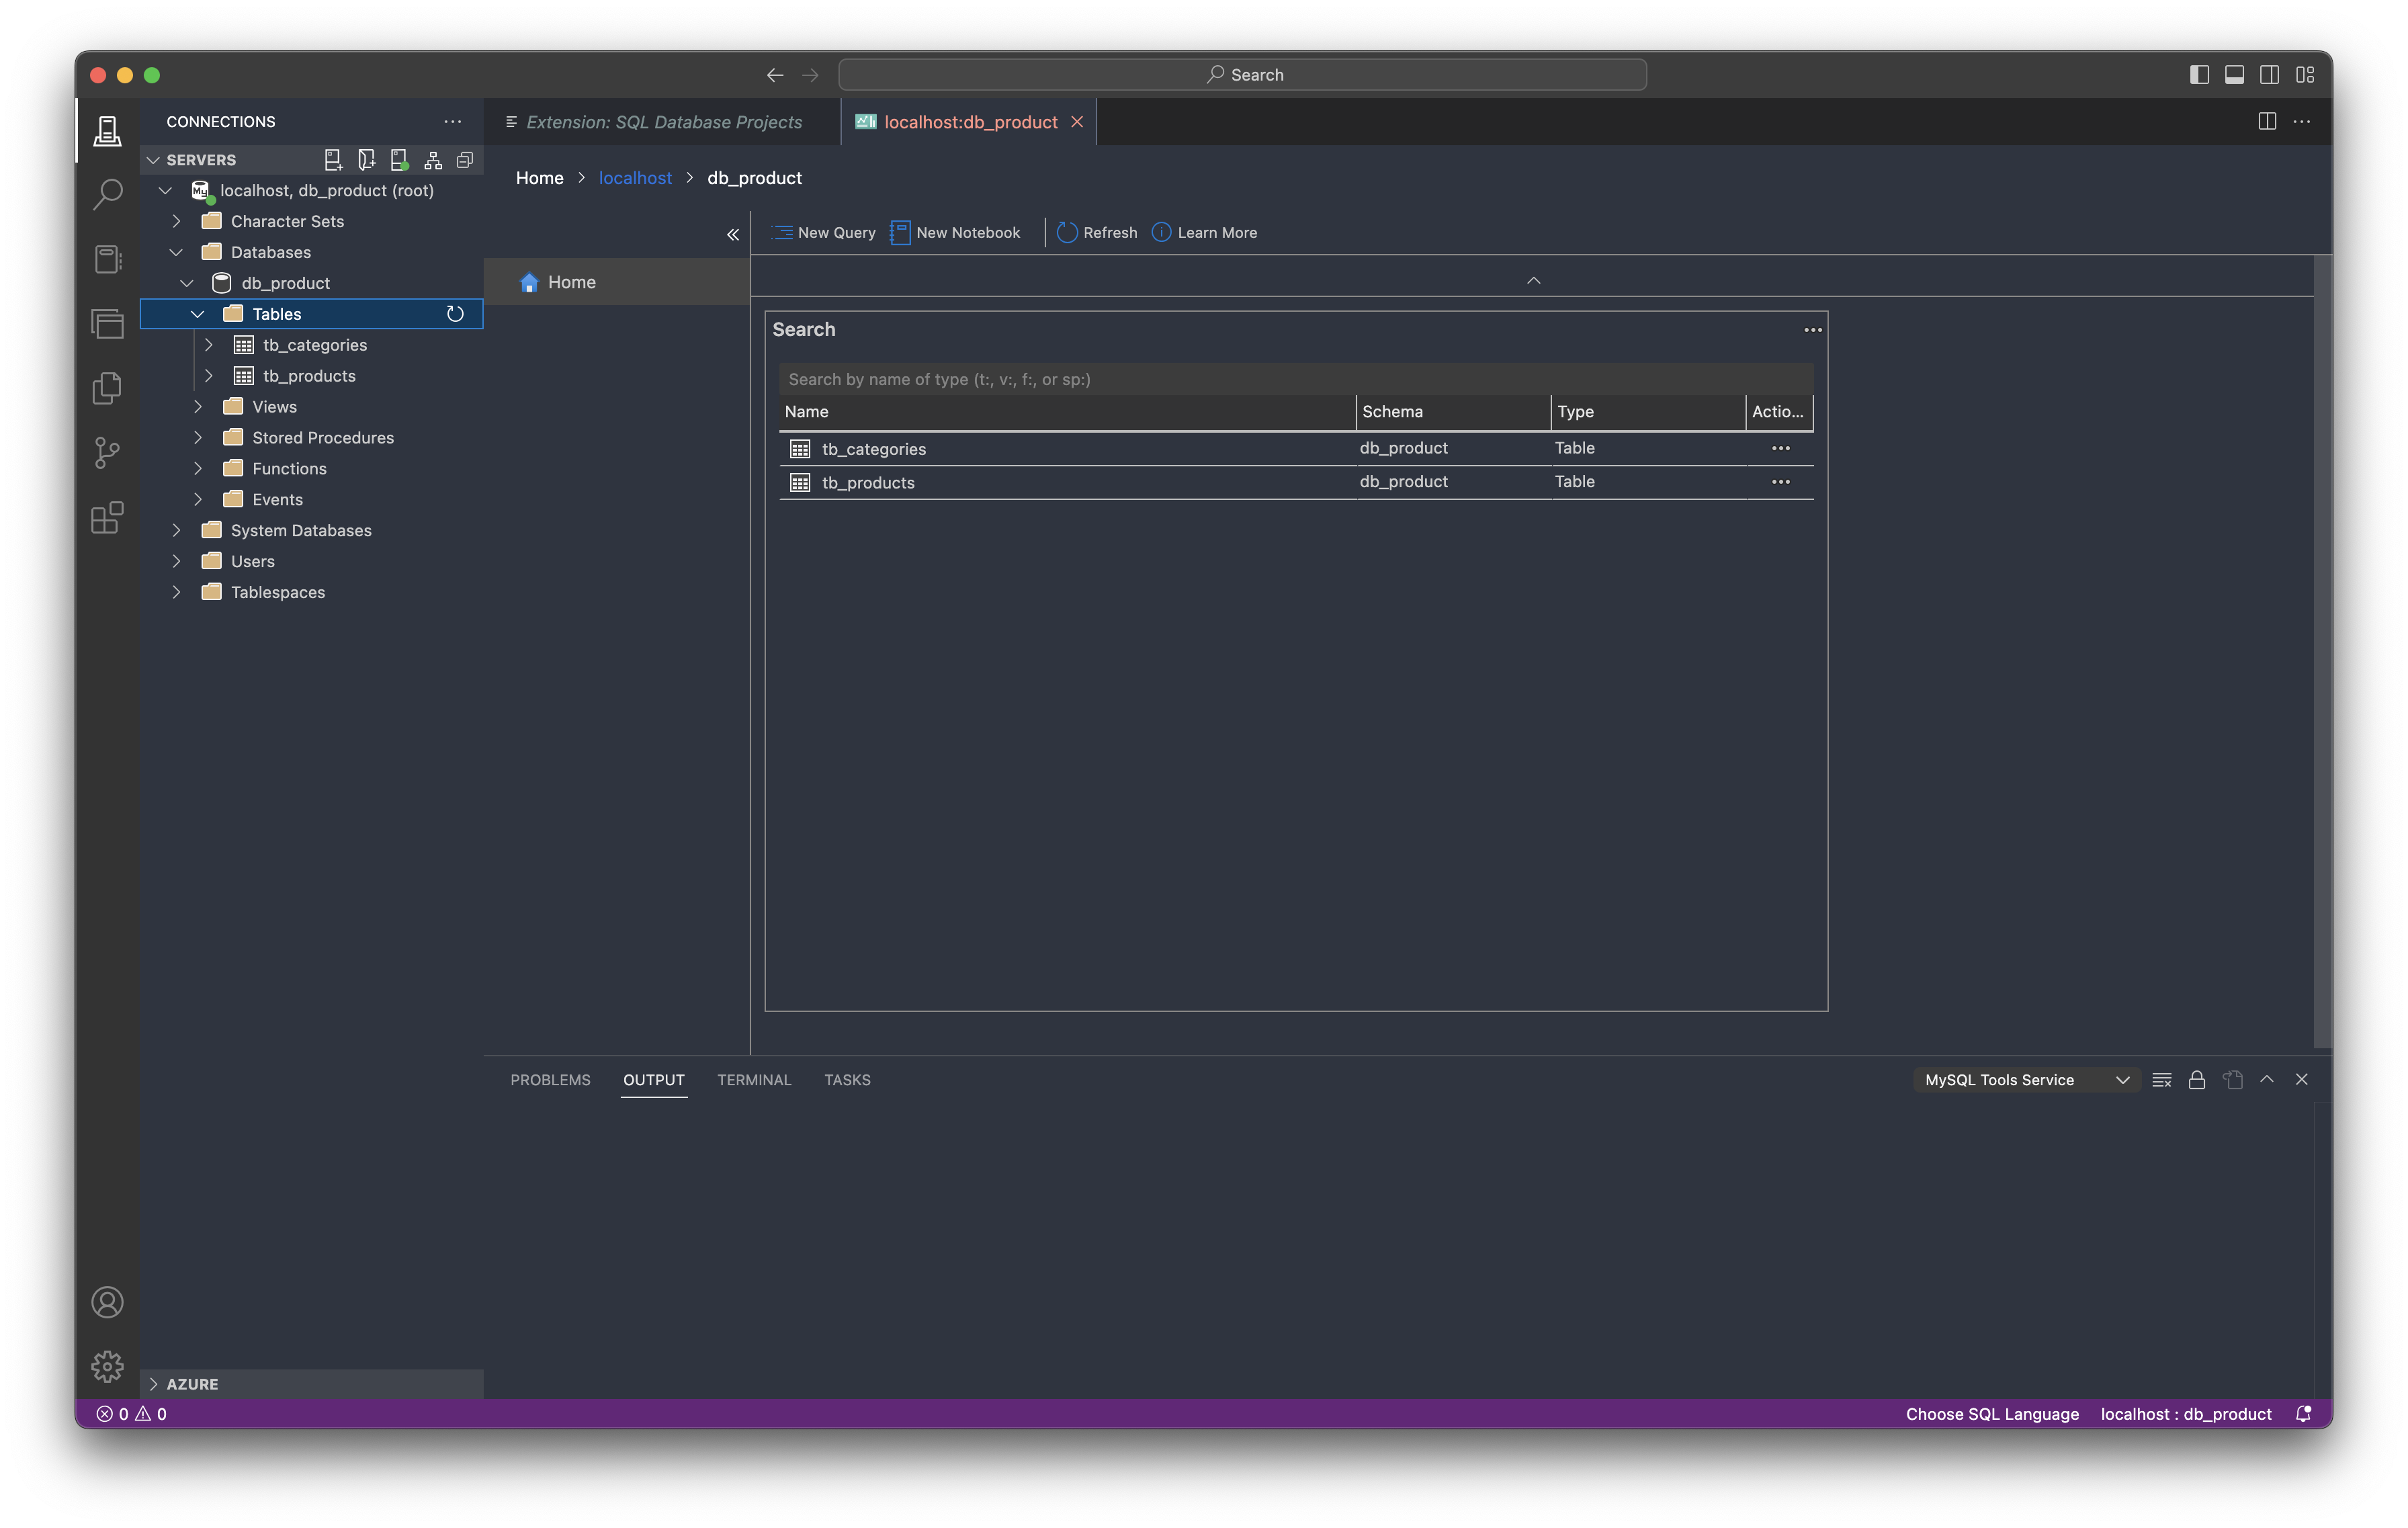 Search
CONNECTIONS
Extension: SQL Database Projects
localhost:db_product
SERVERS
localhost, db_product (root)
Character Sets
Databases
db_product
Tables
tb_categories
tb_products
Views
Stored Procedures
Functions
Events
System Databases
Users
Tablespaces
AZURE
Home > localhost > db_product
New Query New Notebook Refresh Learn More
Home
Search
Search by name of type (t:, v:, f:, or sp:)
Name Schema Type Actio...
tb_categories db_product Table
tb_products db_product Table
PROBLEMS OUTPUT TERMINAL TASKS
MySQL Tools Service
0 0
Choose SQL Language localhost : db_product